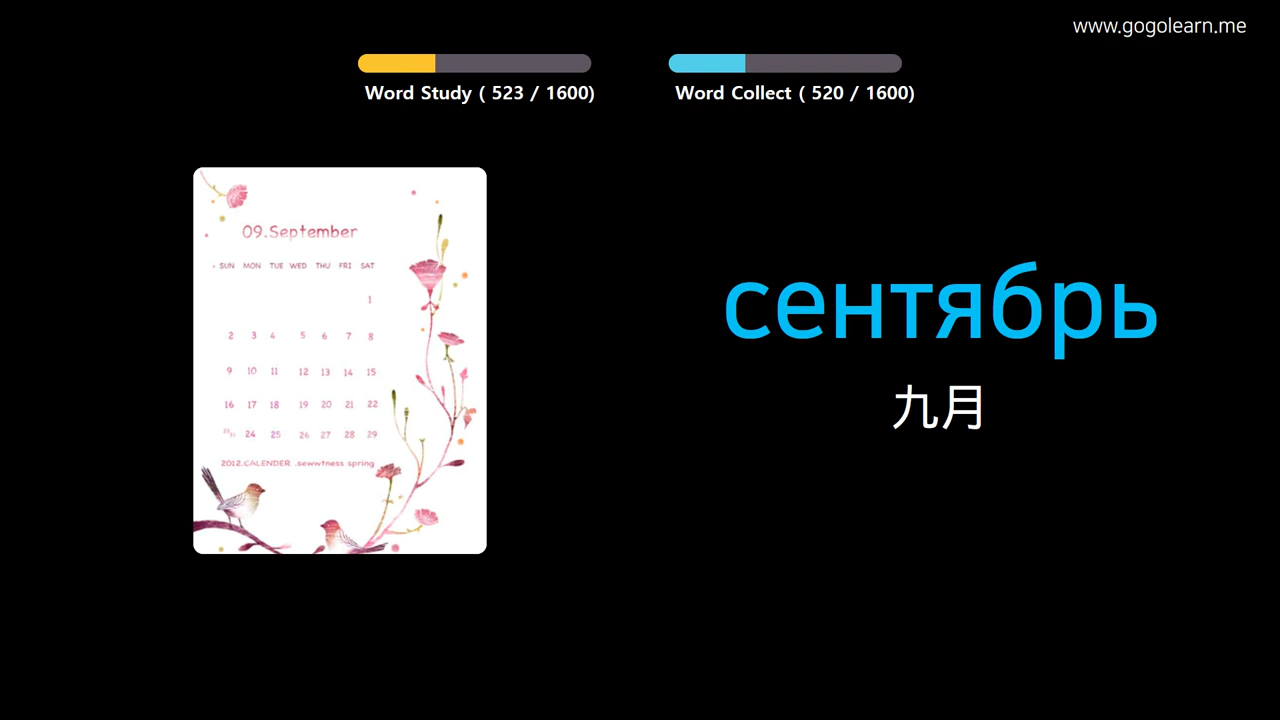 www.gogolearn.me
Word Study ( 523 / 1600)
Word Collect ( 520 / 1600)
09.September
SUN MON TUE WED THU FRI SAT
1
2 3 4 5 6 7 8
9 10 11 12 13 14 15
16 17 18 19 20 21 22
24 25 26 27 28 29
2012.CALENDER .sewwtness spring
сентябрь
九月